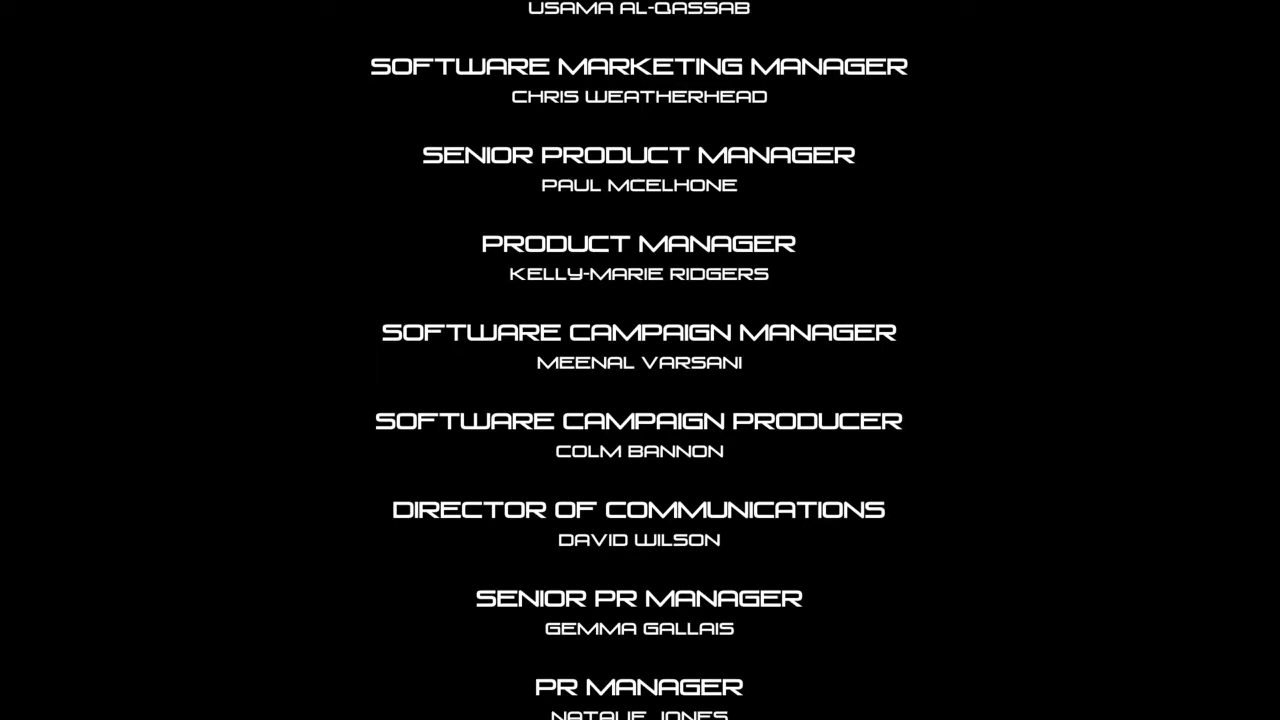 USAMA AL-QASSAB
SOFTWARE MARKETING MANAGER
CHRIS WEATHERHEAD
SENIOR PRODUCT MANAGER
PAUL MCELHONE
PRODUCT MANAGER
KELLY-MARIE RIDGERS
SOFTWARE CAMPAIGN MANAGER
MEENAL VARSANI
SOFTWARE CAMPAIGN PRODUCER
COLM BANNON
DIRECTOR OF COMMUNICATIONS
DAVID WILSON
SENIOR PR MANAGER
GEMMA GALLAIS
PR MANAGER
NATALIE JONES